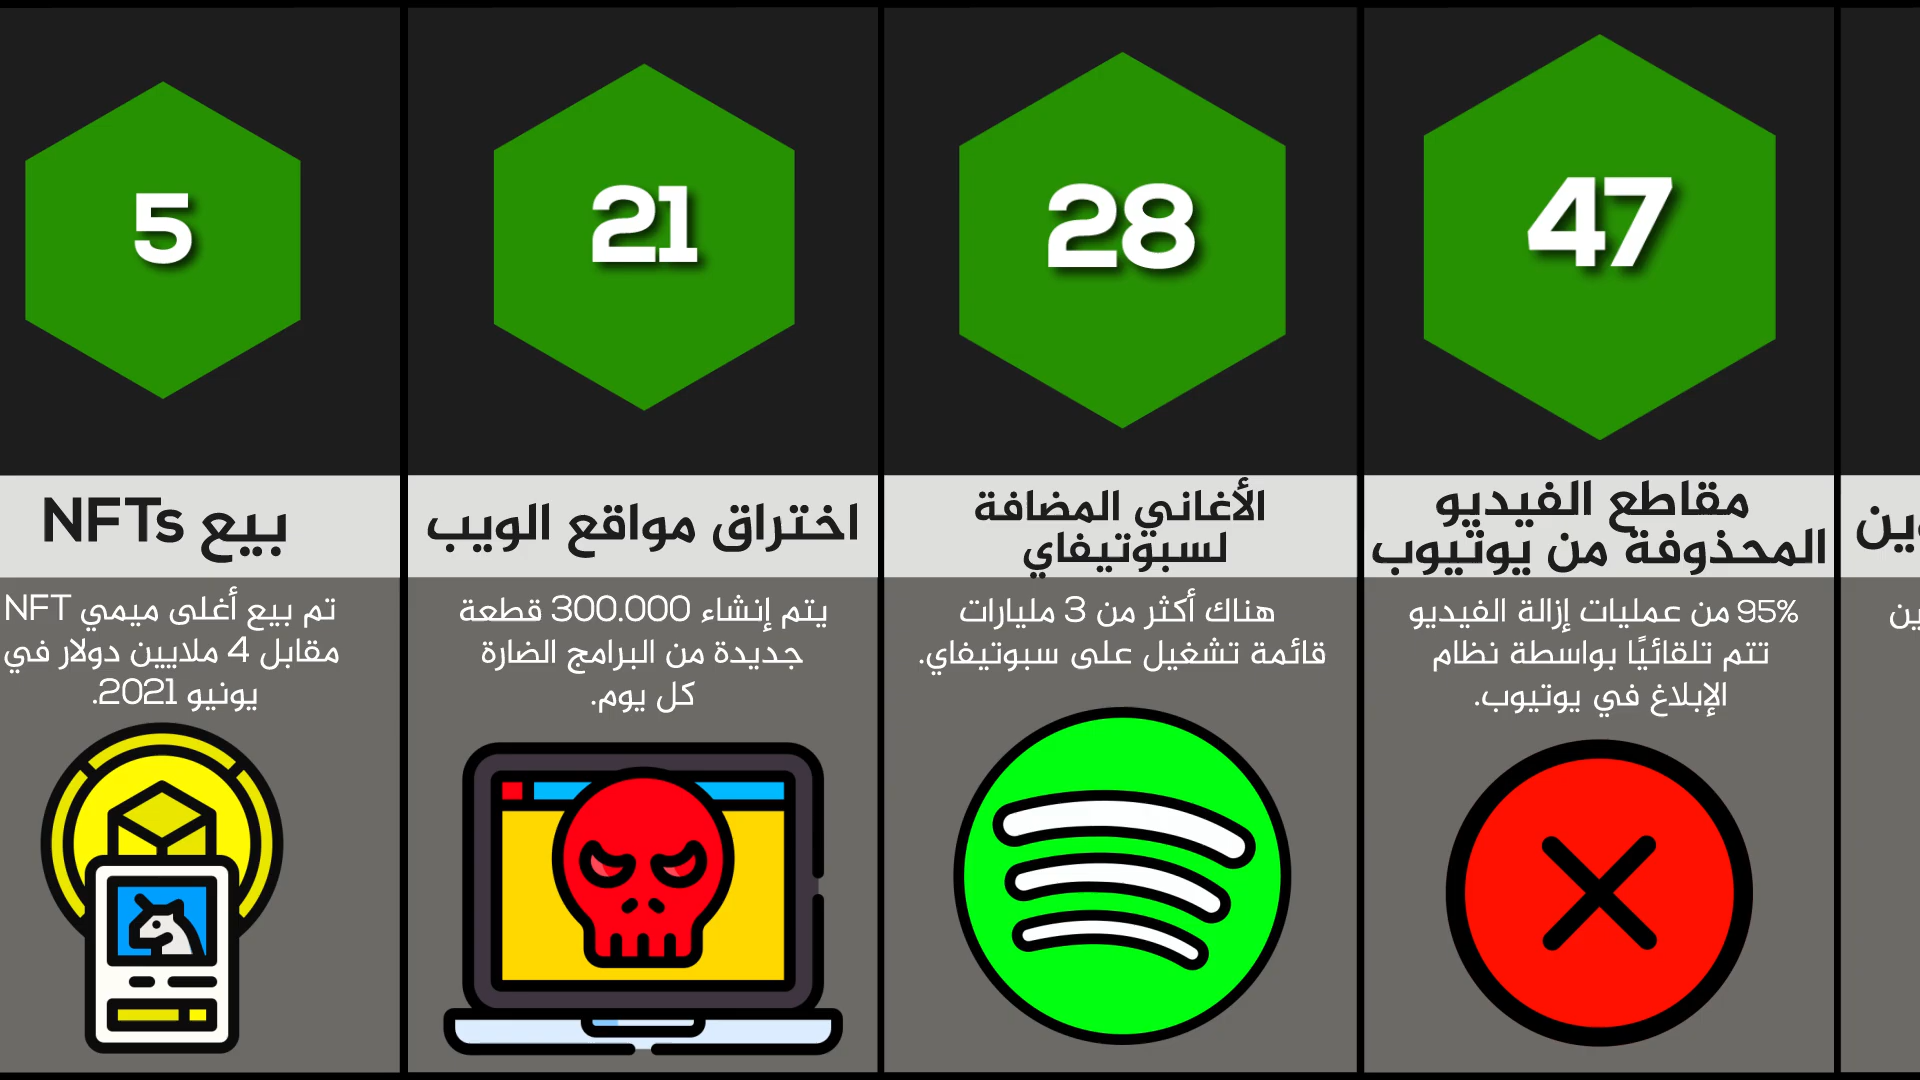 5
بيع NFTs
تم بيع أغلى ميمي NFT
مقابل 4 ملايين دولار في
يونيو 2021.
21
اختراق مواقع الويب
يتم إنشاء 300.000 قطعة
جديدة من البرامج الضارة
كل يوم.
28
الأغاني المضافة
لسبوتيفاي
هناك أكثر من 3 مليارات
قائمة تشغيل على سبوتيفاي.
47
مقاطع الفيديو
المحذوفة من يوتيوب
95% من عمليات إزالة الفيديو
تتم تلقائيًا بواسطة نظام
الإبلاغ في يوتيوب.